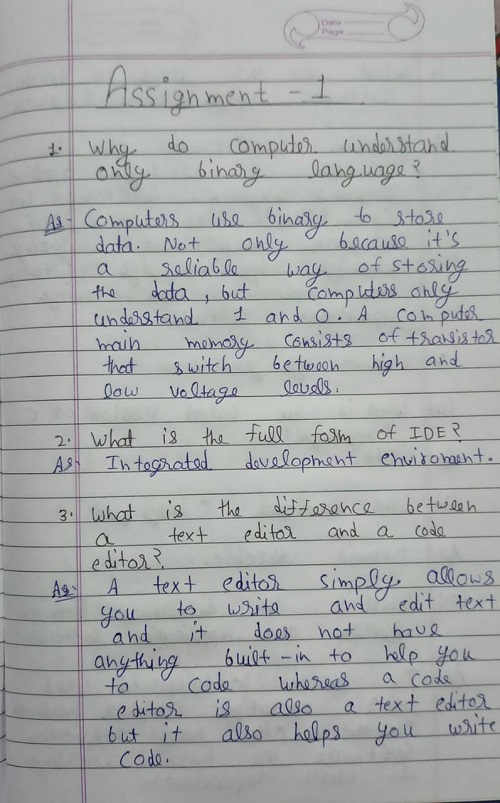 Data
Page
Assignment - 1
1. Why do computer understand
only binary language?
As:- Computers use binary to store
data. Not only because it's
a reliable way of storing
the data, but computers only
understand 1 and 0. A computer
main memory consists of transistor
that switch between high and
low voltage levels.
2. What is the full form of IDE?
As:- Integrated development enviroment.
3. What is the difference between
a text editor and a code
editor?
As:- A text editor simply. allows
you to write and edit text
and it does not have
anything built-in to help you
to code whereas a code
editor is also a text editor
but it also helps you write
code.